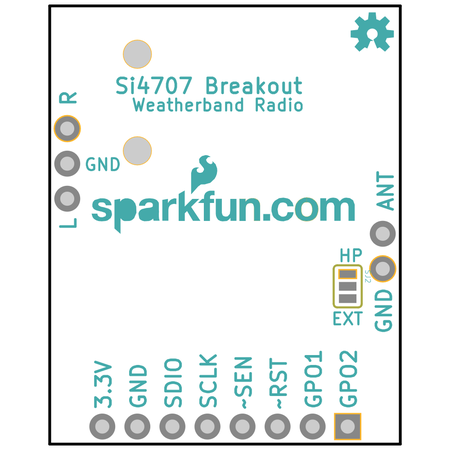 Si4707 Breakout
Weatherband Radio
R
GND
L
sparkfun.com
ANT
GND
HP
SJ2
EXT
3.3V
GND
SDIO
SCLK
~SEN
~RST
GPO1
GPO2